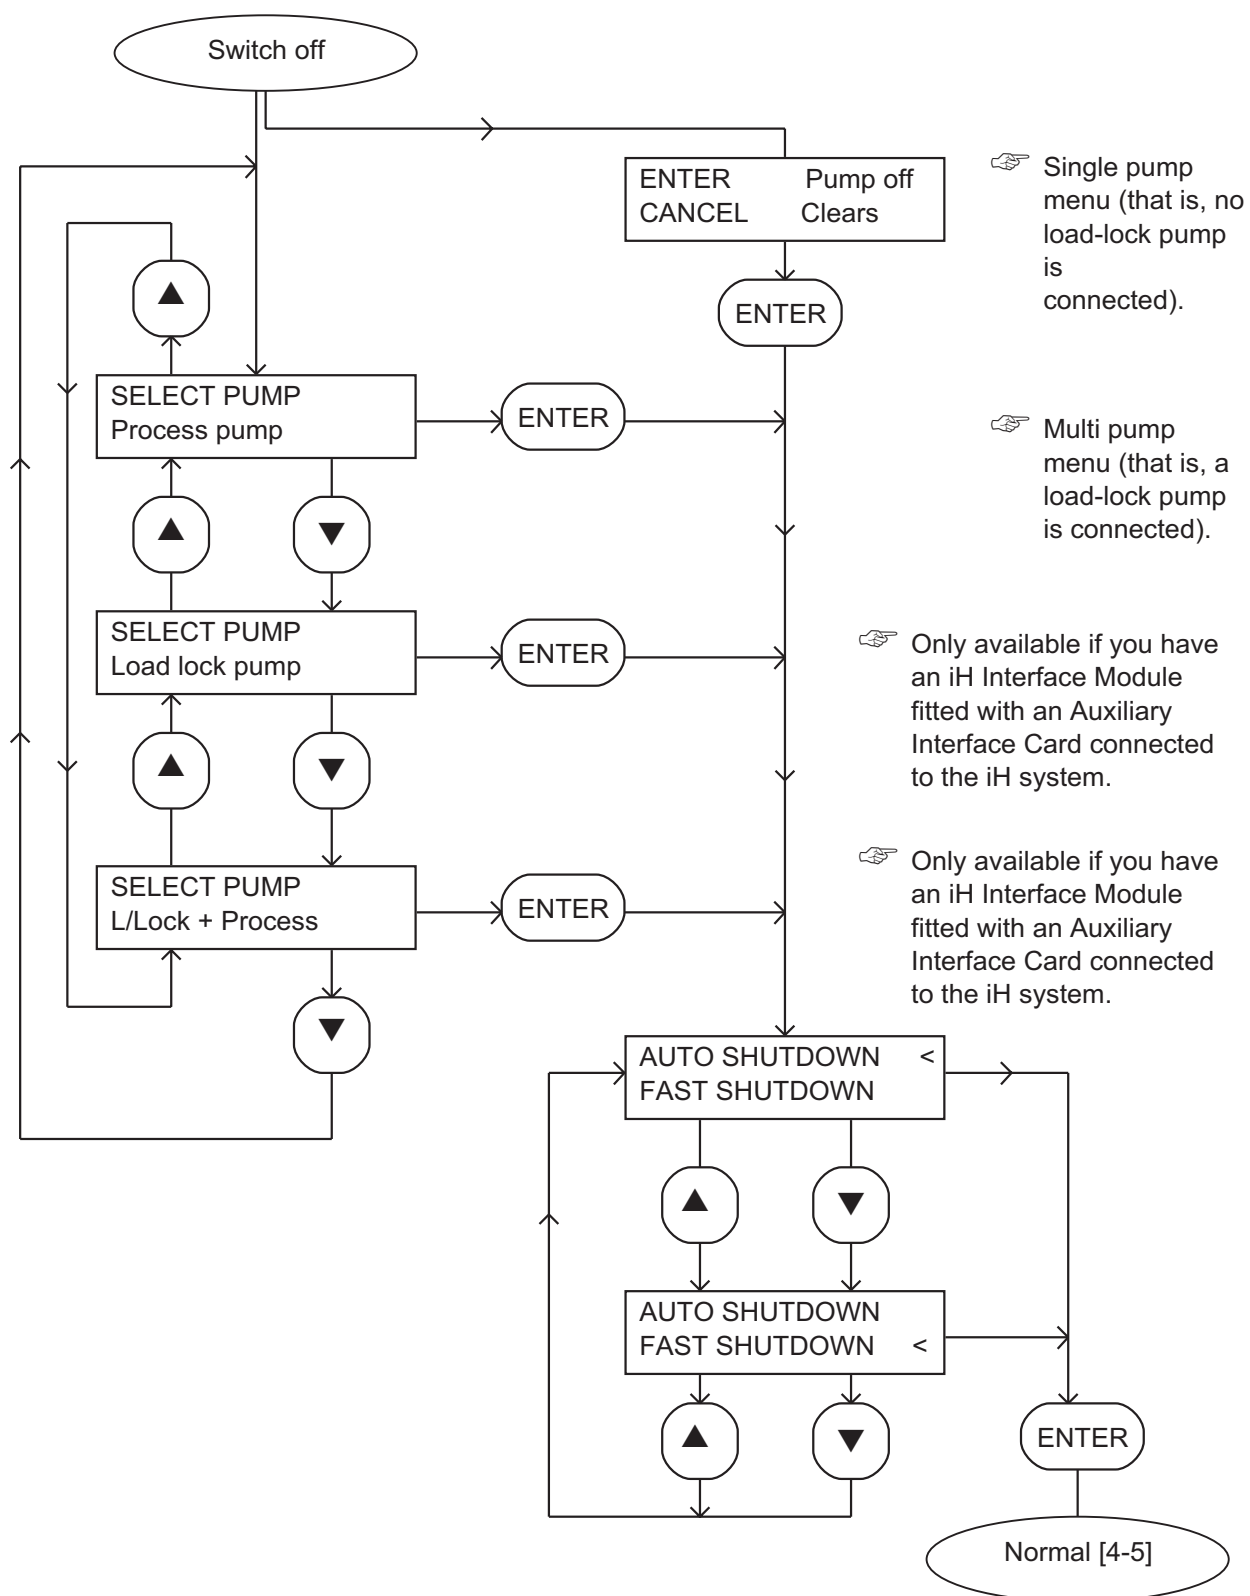 Switch off
ENTER Pump off
CANCEL Clears
☞ Single pump
menu (that is, no
load-lock pump
is
connected).
▲
ENTER
SELECT PUMP
Process pump
ENTER
☞ Multi pump
menu (that is, a
load-lock pump
is connected).
▲
▼
SELECT PUMP
Load lock pump
ENTER
☞ Only available if you have
an iH Interface Module
fitted with an Auxiliary
Interface Card connected
to the iH system.
▲
▼
SELECT PUMP
L/Lock + Process
ENTER
☞ Only available if you have
an iH Interface Module
fitted with an Auxiliary
Interface Card connected
to the iH system.
▼
AUTO SHUTDOWN <
FAST SHUTDOWN
▲
▼
AUTO SHUTDOWN
FAST SHUTDOWN <
▲
▼
ENTER
Normal [4-5]